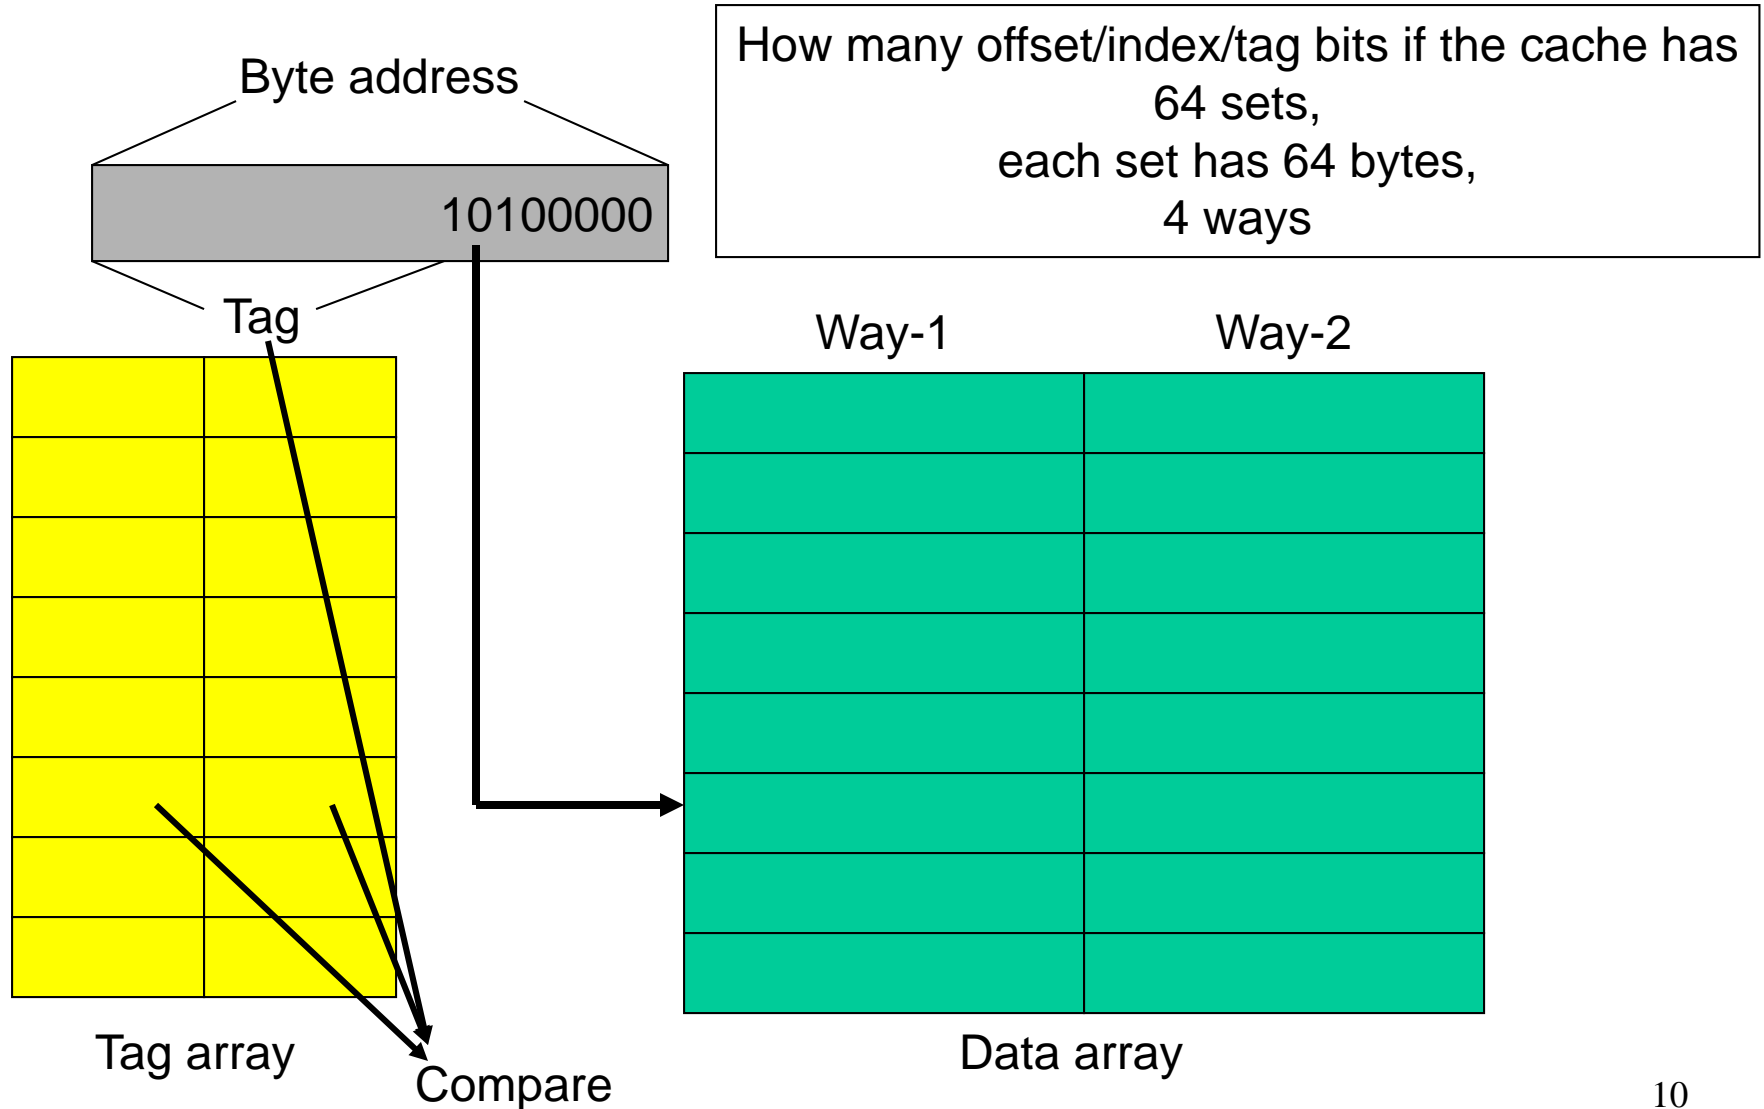 How many offset/index/tag bits if the cache has
64 sets,
each set has 64 bytes,
4 ways
Byte address
10100000
Tag
Way-1
Way-2
Tag array
Compare
Data array
10